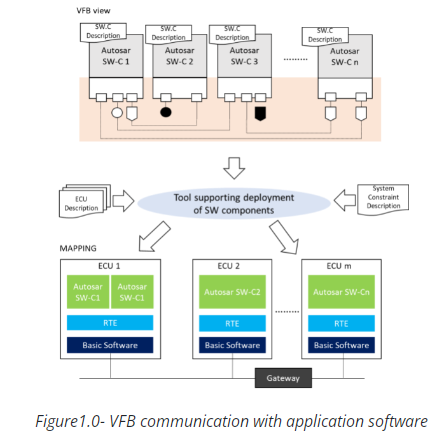 VFB view
SW.C
Description
Autosar
SW-C 1
SW.C
Description
Autosar
SW-C 2
SW.C
Description
Autosar
SW-C 3
..........
SW.C
Description
Autosar
SW-C n
ECU
Description
Tool supporting deployment
of SW components
System
Constraint
Description
MAPPING
ECU 1
Autosar
SW-C1
Autosar
SW-C1
RTE
Basic Software
ECU 2
Autosar SW-C2
RTE
Basic Software
..........
ECU m
Autosar SW-Cn
RTE
Basic Software
Gateway
Figure1.0- VFB communication with application software